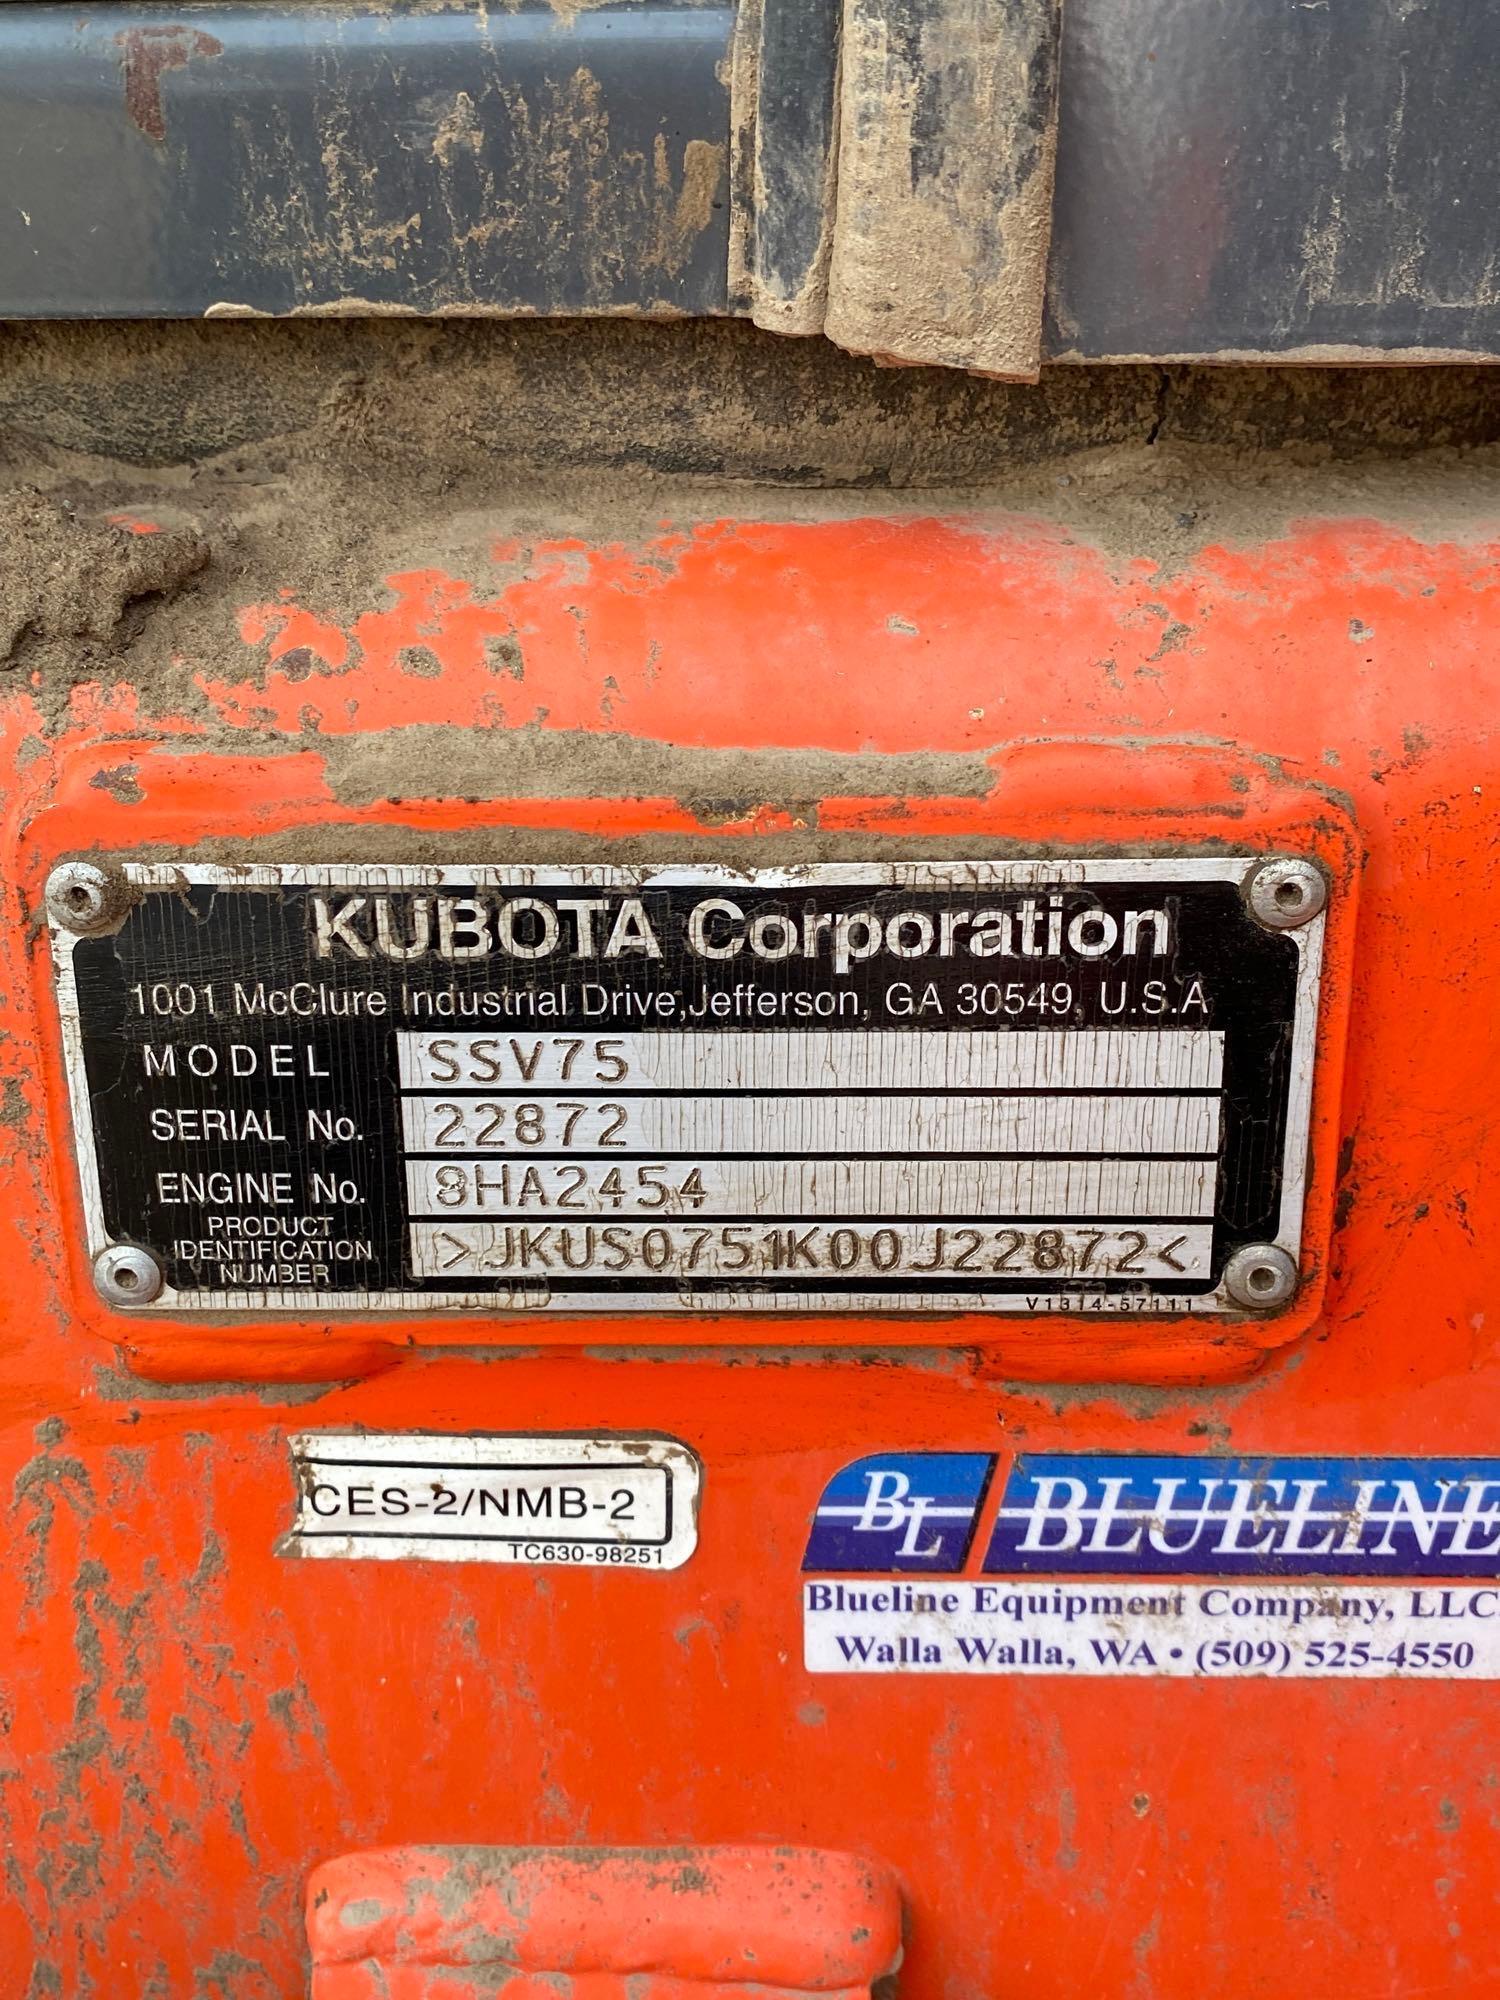 KUBOTA Corporation
1001 McClure Industrial Drive, Jefferson, GA 30549, U.S.A
MODEL SSV75
SERIAL No. 22872
ENGINE No. 8HA2454
PRODUCT IDENTIFICATION NUMBER >JKUS0751K00J22872<
V1314-57111
CES-2/NMB-2
TC630-98251
BL BLUELINE
Blueline Equipment Company, LLC.
Walla Walla, WA • (509) 525-4550